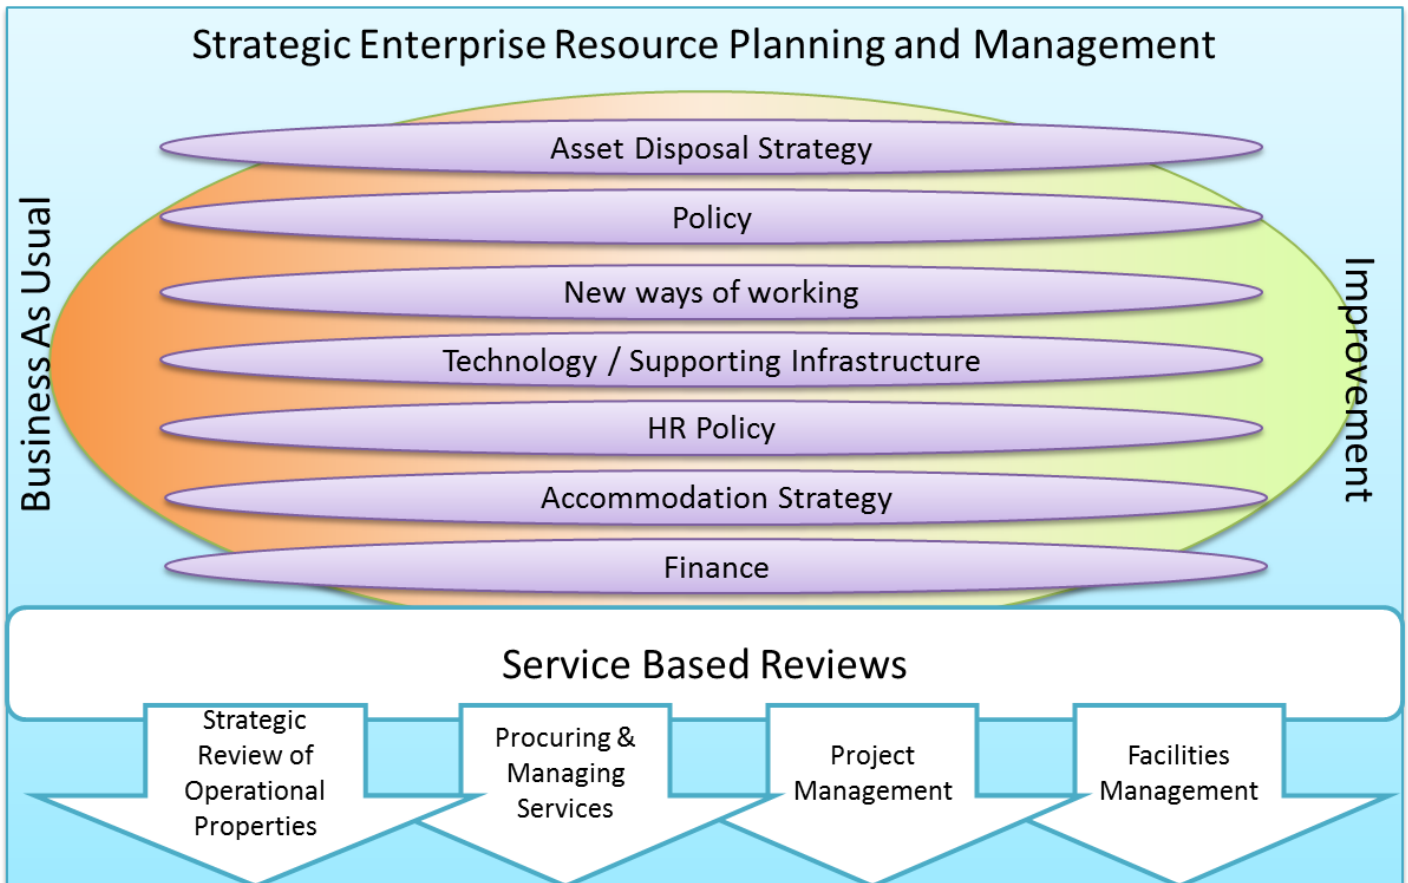 Strategic Enterprise Resource Planning and Management
Business As Usual
Asset Disposal Strategy
Policy
New ways of working
Technology / Supporting Infrastructure
HR Policy
Accommodation Strategy
Finance
Improvement
Service Based Reviews
Strategic
Review of
Operational
Properties
Procuring &
Managing
Services
Project
Management
Facilities
Management